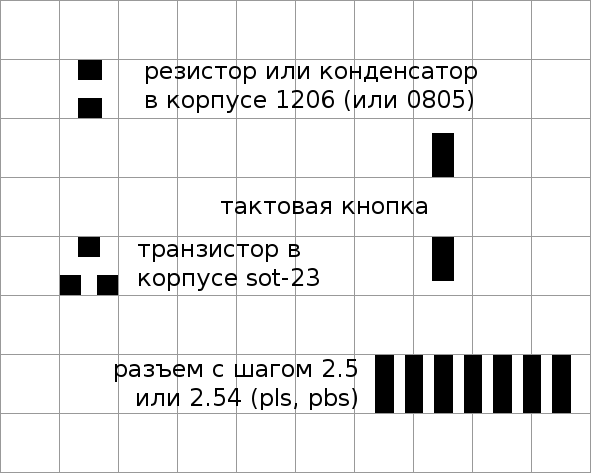 резистор или конденсатор
в корпусе 1206 (или 0805)
тактовая кнопка
транзистор в
корпусе sot-23
разъем с шагом 2.5
или 2.54 (pls, pbs)